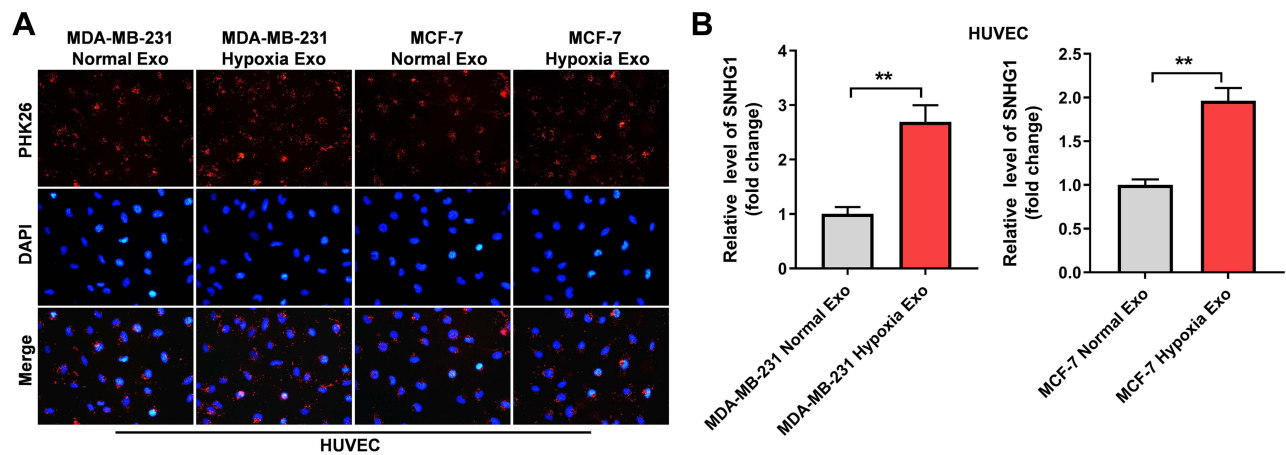 A
MDA-MB-231
Normal Exo
MDA-MB-231
Hypoxia Exo
MCF-7
Normal Exo
MCF-7
Hypoxia Exo
PHK26
DAPI
Merge
HUVEC
B
HUVEC
Relative level of SNHG1
(fold change)
4
3
2
1
0
**
MDA-MB-231 Normal Exo
MDA-MB-231 Hypoxia Exo
Relative level of SNHG1
(fold change)
2.5
2.0
1.5
1.0
0.5
0.0
**
MCF-7 Normal Exo
MCF-7 Hypoxia Exo